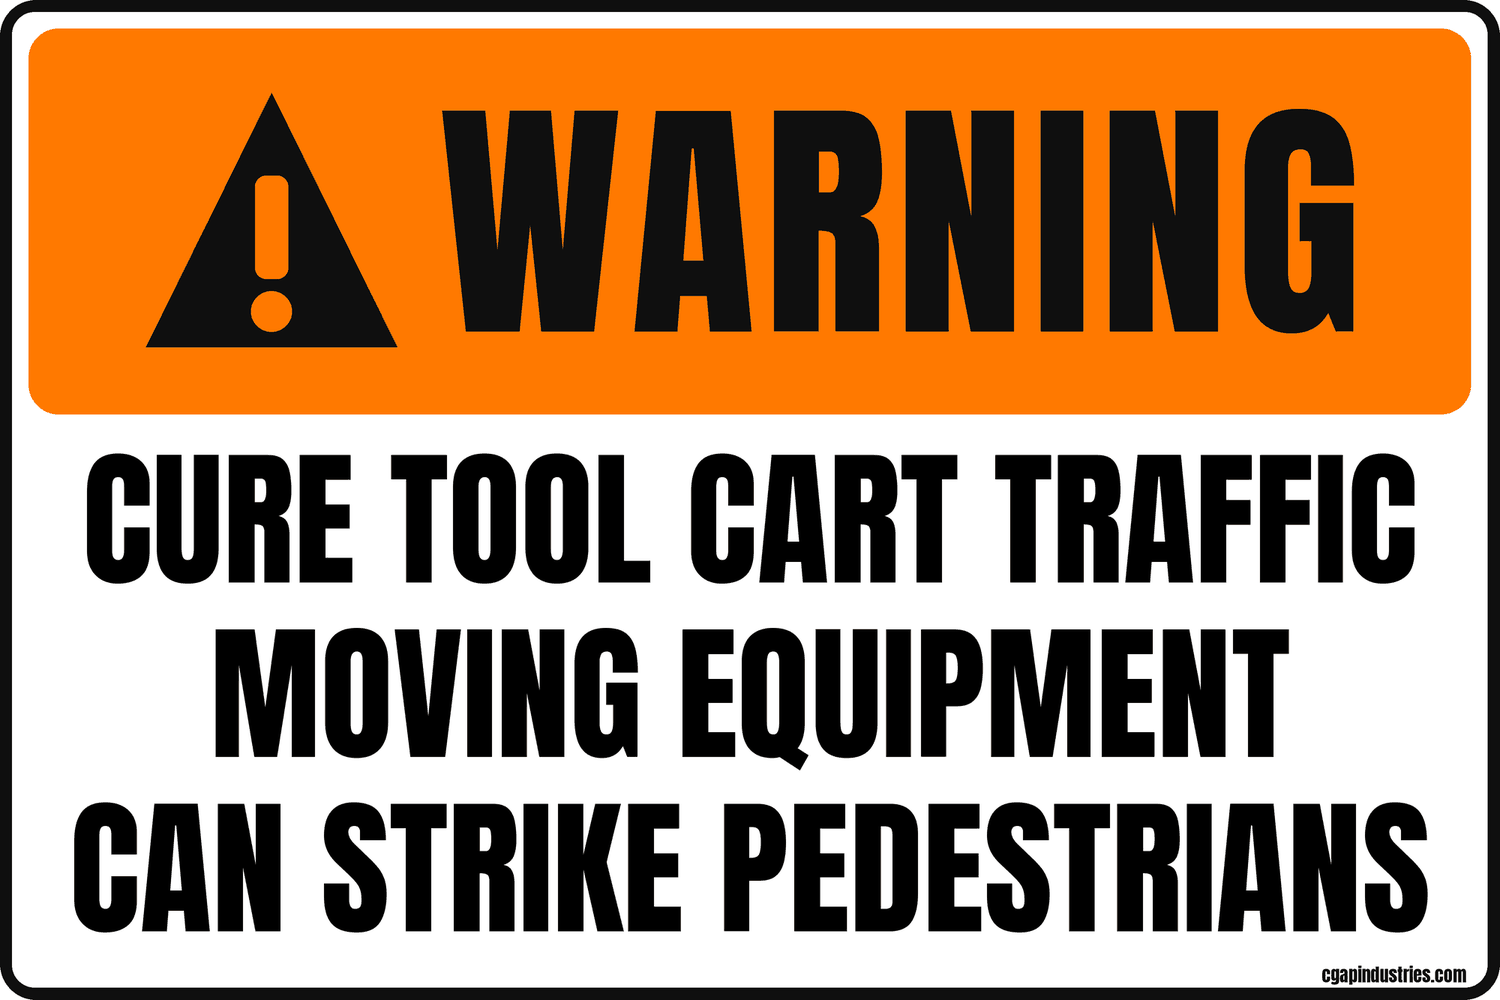 WARNING
CURE TOOL CART TRAFFIC
MOVING EQUIPMENT
CAN STRIKE PEDESTRIANS
cgapindustries.com